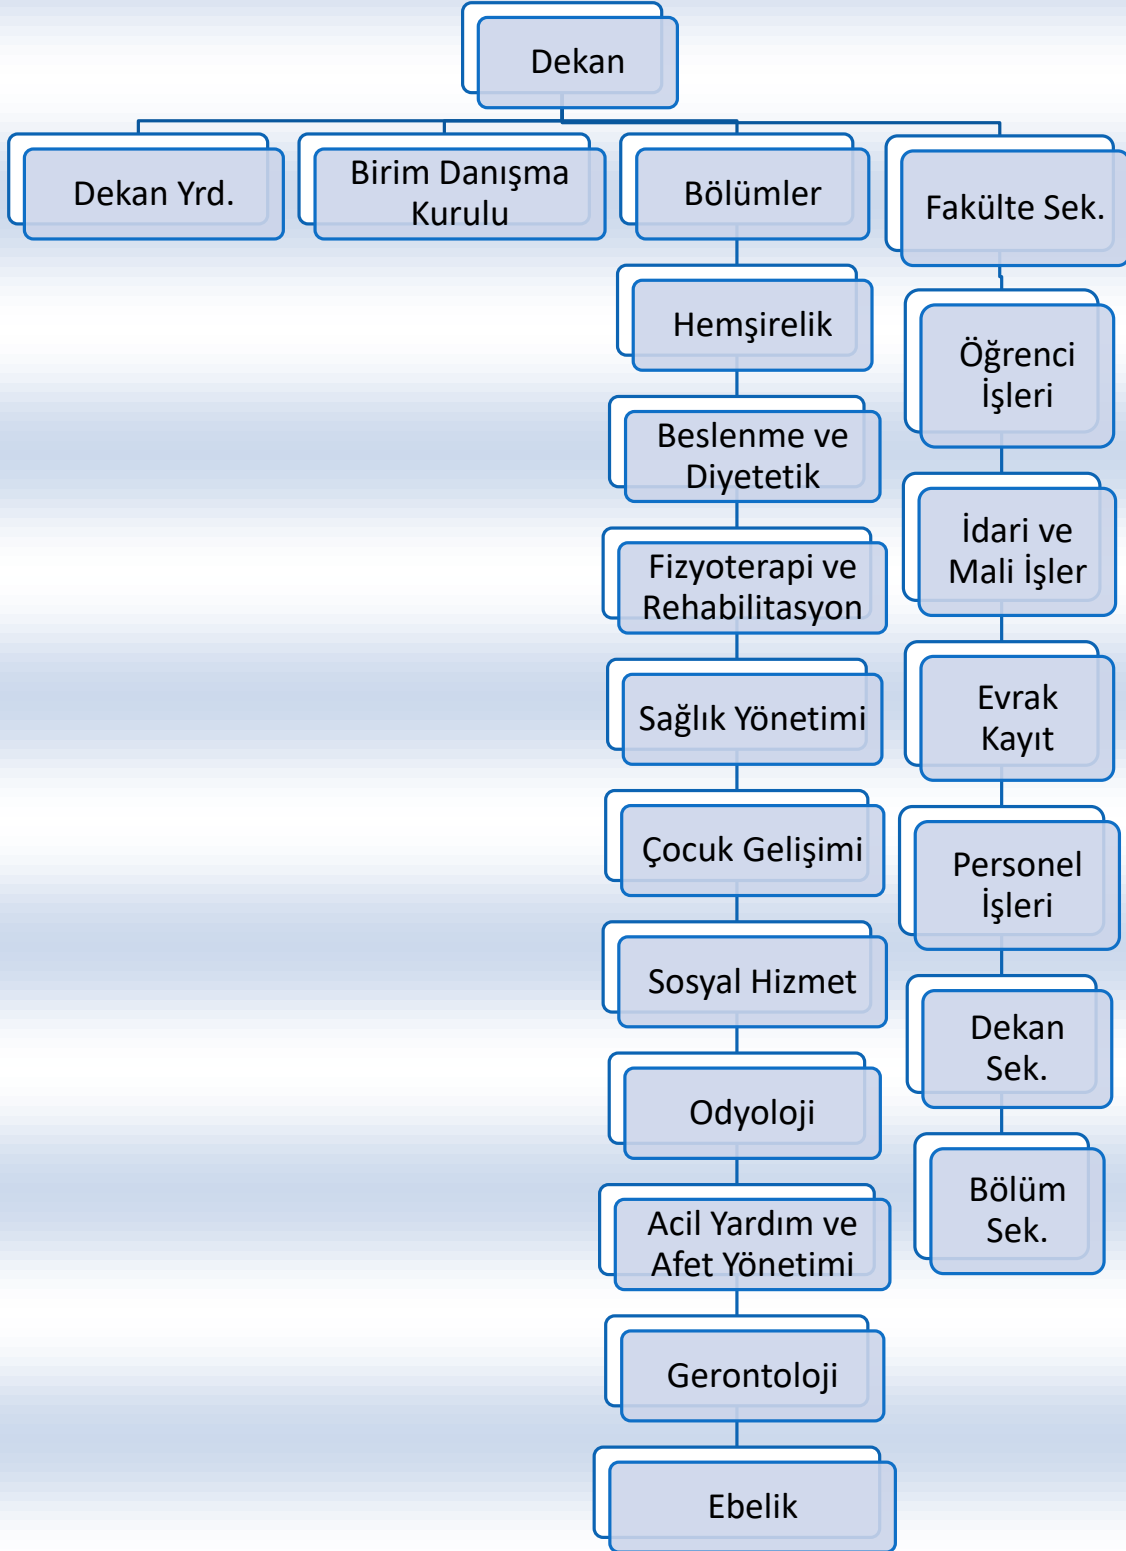 Dekan
Dekan Yrd.
Birim Danışma
Kurulu
Bölümler
Fakülte Sek.
Hemşirelik
Beslenme ve
Diyetetik
Fizyoterapi ve
Rehabilitasyon
Sağlık Yönetimi
Çocuk Gelişimi
Sosyal Hizmet
Odyoloji
Acil Yardım ve
Afet Yönetimi
Gerontoloji
Ebelik
Öğrenci
İşleri
İdari ve
Mali İşler
Evrak
Kayıt
Personel
İşleri
Dekan
Sek.
Bölüm
Sek.